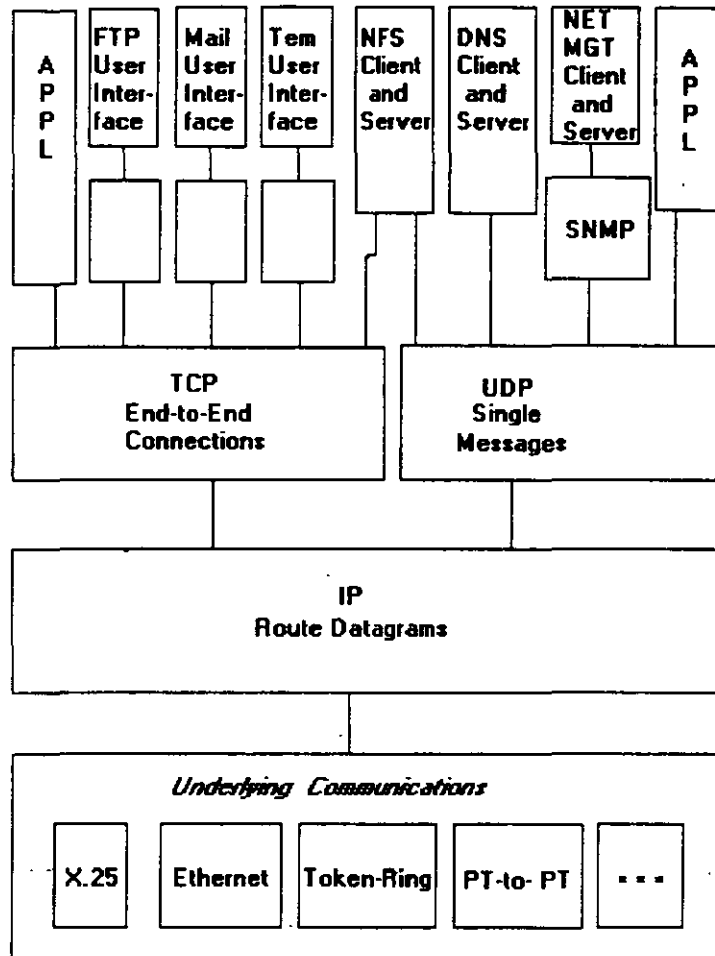 A
P
P
L
FTP
User
Inter-
face
Mail
User
Inter-
face
Tem
User
Inter-
face
NFS
Client
and
Server
DNS
Client
and
Server
NET
MGT
Client
and
Server
A
P
P
L
SNMP
TCP
End-to-End
Connections
UDP
Single
Messages
IP
Route Datagrams
Underlying Communications
X.25
Ethernet
Token-Ring
PT-to- PT
---